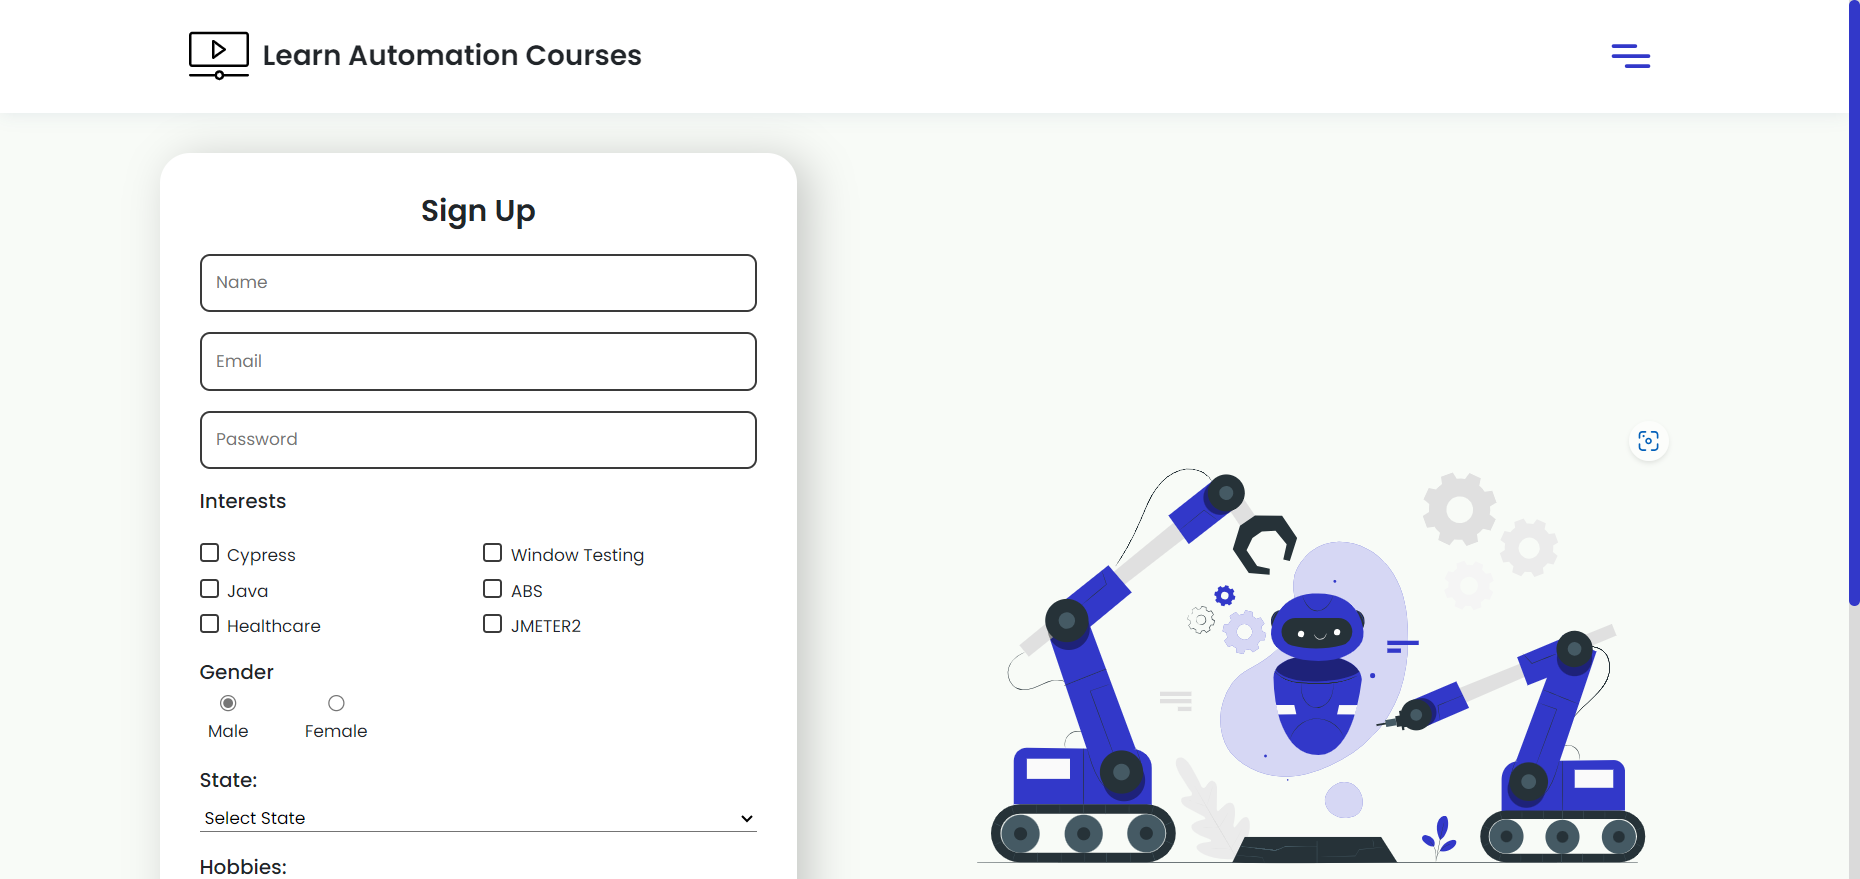 Learn Automation Courses
Sign Up
Name
Email
Password
Interests
Cypress
Window Testing
Java
ABS
Healthcare
JMETER2
Gender
Male
Female
State:
Select State
Hobbies: